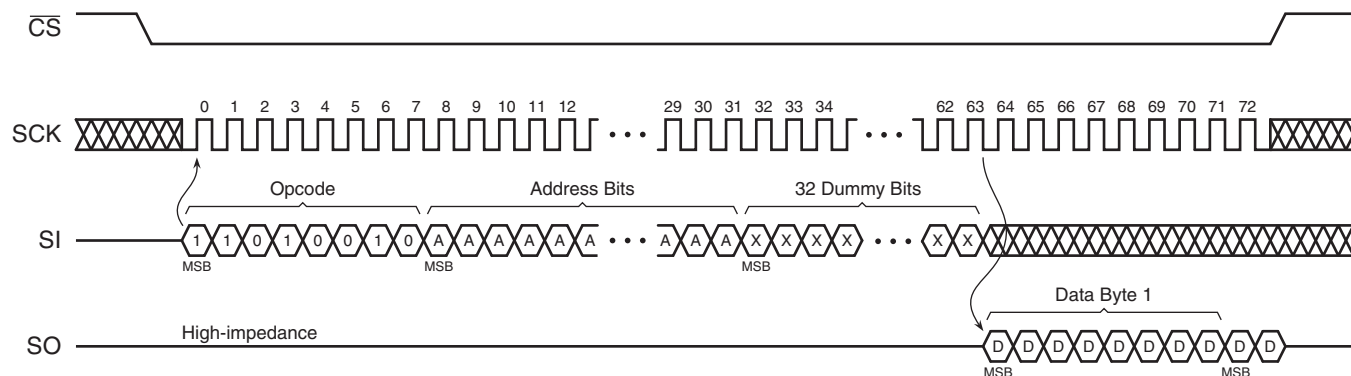 CS
0 1 2 3 4 5 6 7 8 9 10 11 12 29 30 31 32 33 34 62 63 64 65 66 67 68 69 70 71 72
SCK
Opcode Address Bits 32 Dummy Bits
SI 1 1 0 1 0 0 1 0 A A A A A A • • • A A A X X X X • • • X X
MSB MSB MSB
Data Byte 1
High-impedance
SO D D D D D D D D D D
MSB MSB